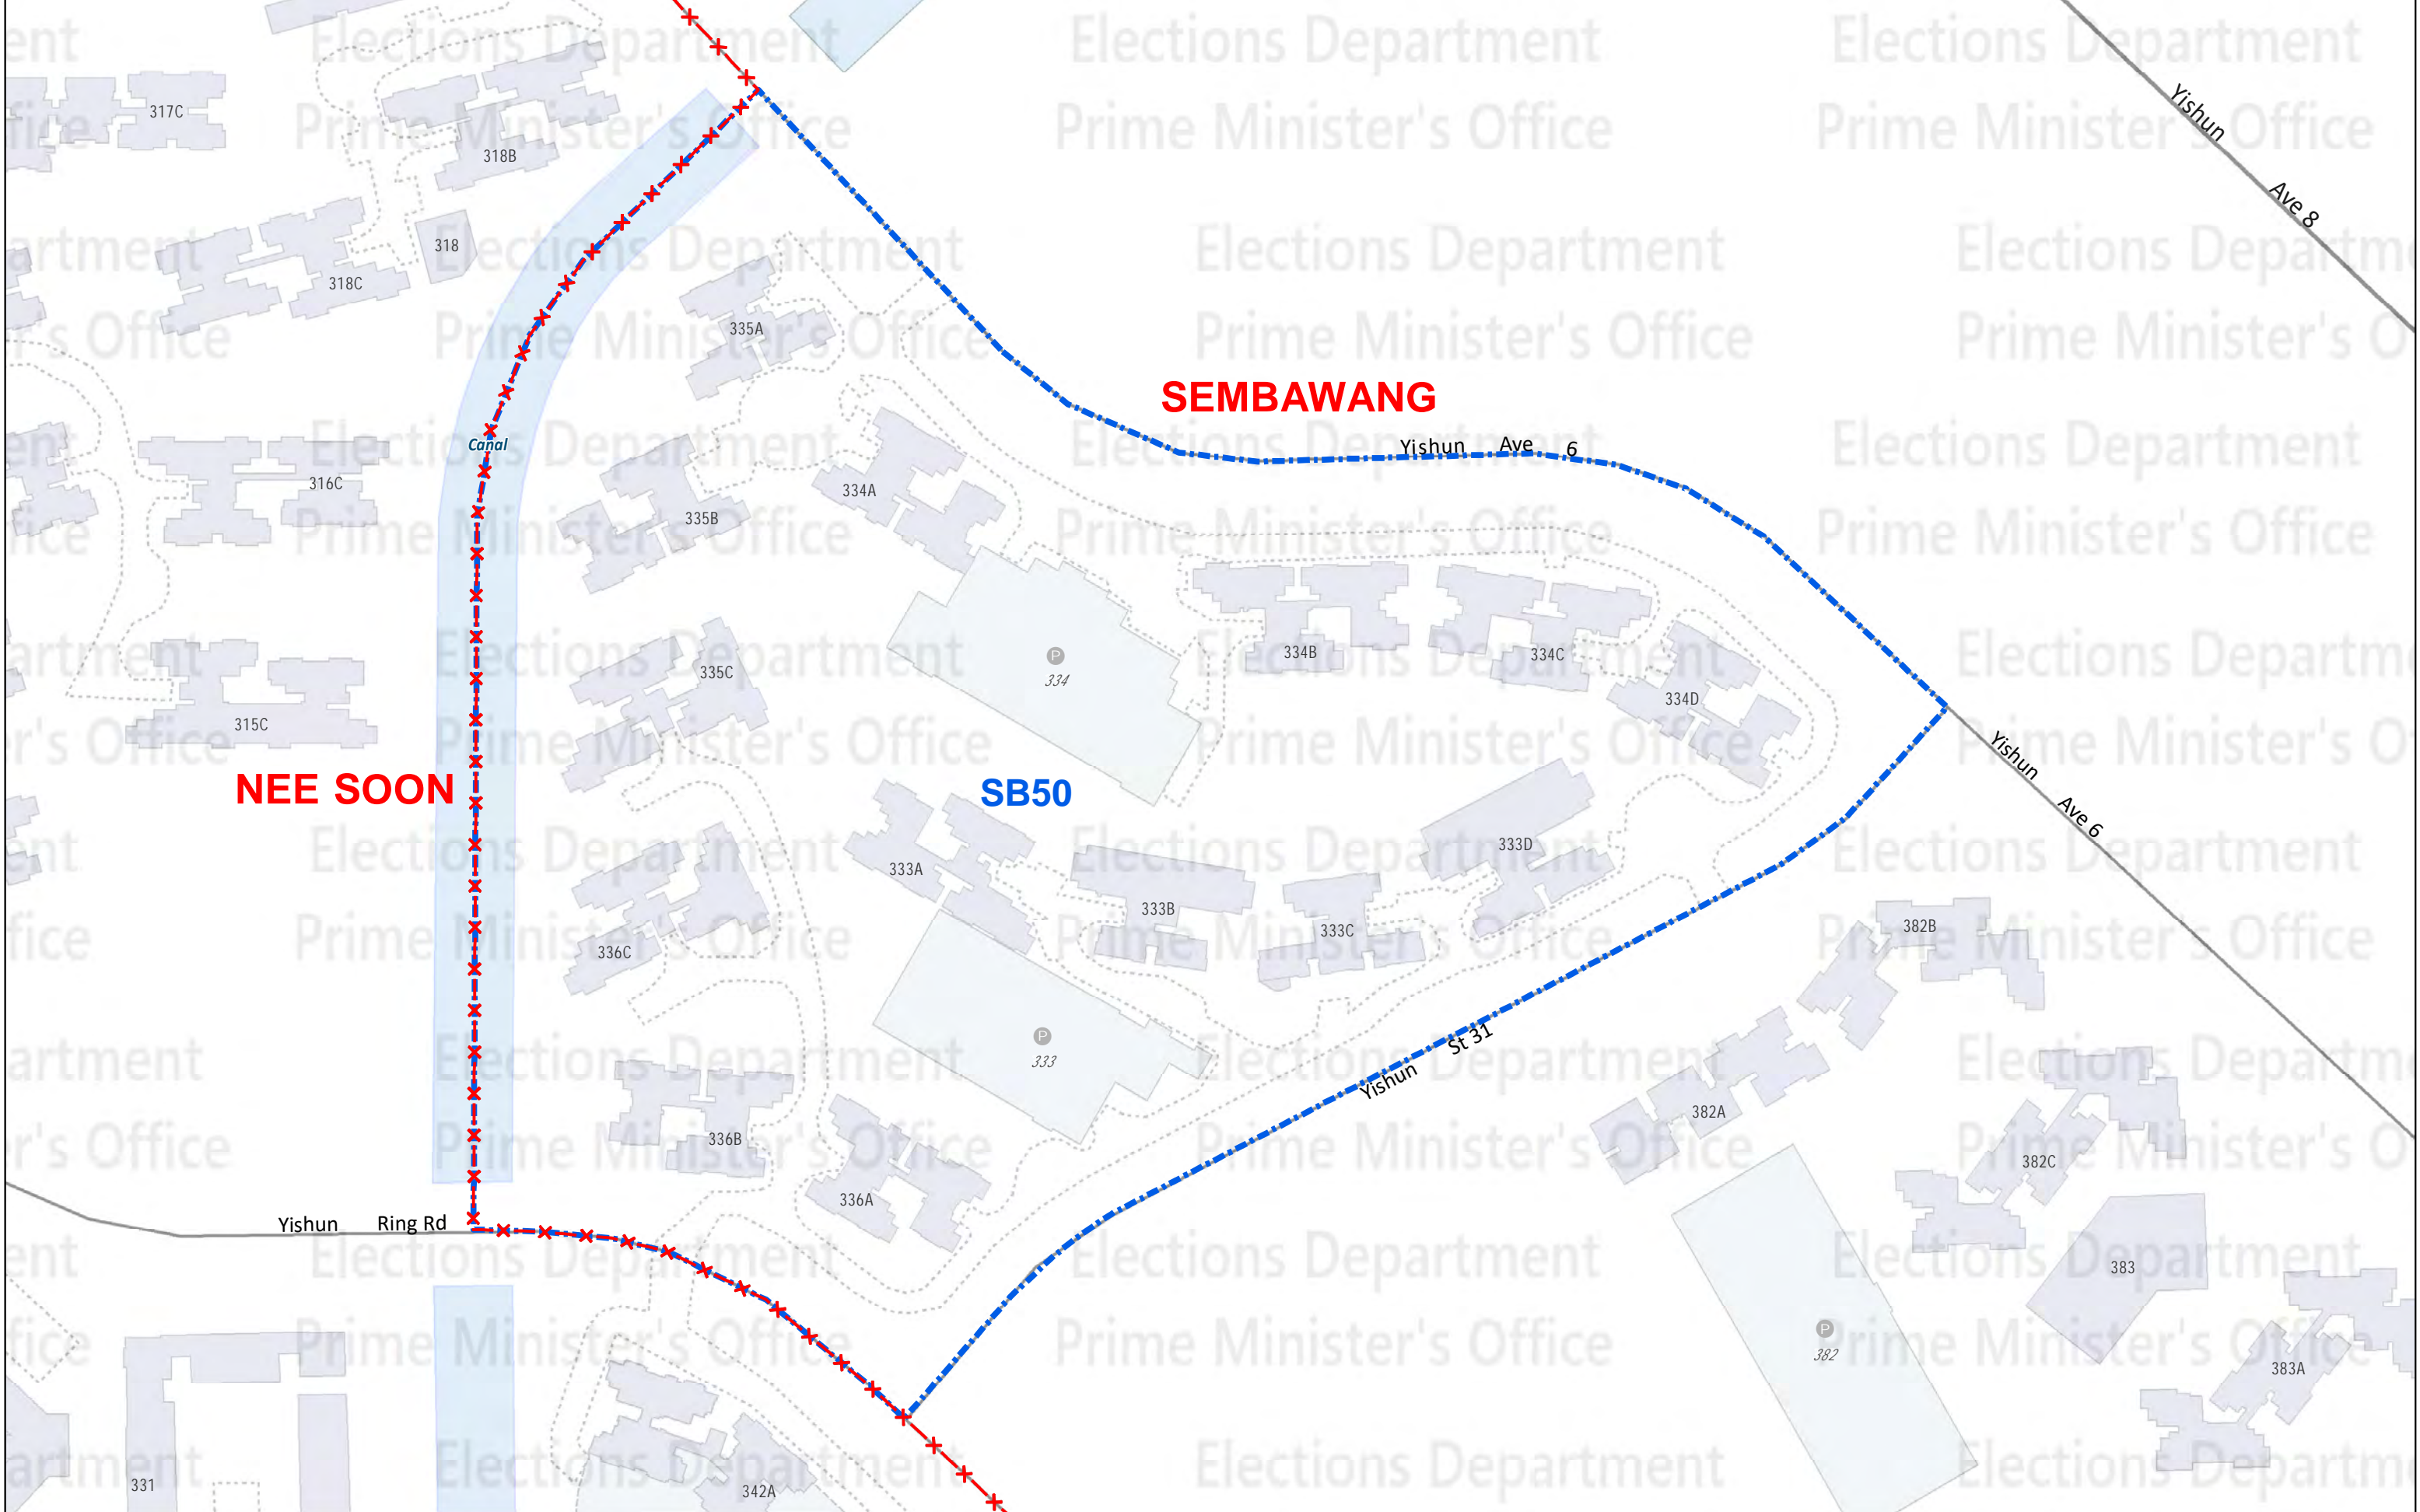 Elections Department
Prime Minister's Office
Yishun Ave 8
317C
318B
318
318C
335A
SEMBAWANG
Yishun Ave 6
Canal
316C
335B
334A
334B
334C
335C
334
334D
315C
NEE SOON
SB50
Yishun Ave 6
333A
333B
333C
333D
336C
382B
333
Yishun St 31
382A
336B
336A
382C
Yishun Ring Rd
383
382
383A
331
342A
P
P
P